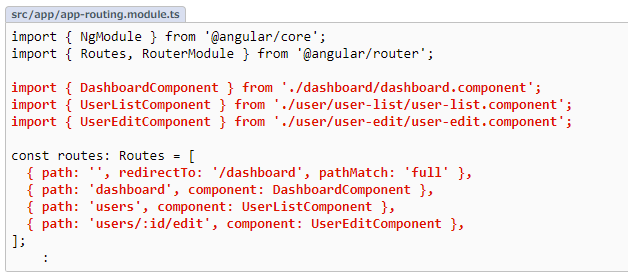 src/app/app-routing.module.ts
import { NgModule } from '@angular/core';
import { Routes, RouterModule } from '@angular/router';
import { DashboardComponent } from './dashboard/dashboard.component';
import { UserListComponent } from './user/user-list/user-list.component';
import { UserEditComponent } from './user/user-edit/user-edit.component';
const routes: Routes = [
  { path: '', redirectTo: '/dashboard', pathMatch: 'full' },
  { path: 'dashboard', component: DashboardComponent },
  { path: 'users', component: UserListComponent },
  { path: 'users/:id/edit', component: UserEditComponent },
];
    :